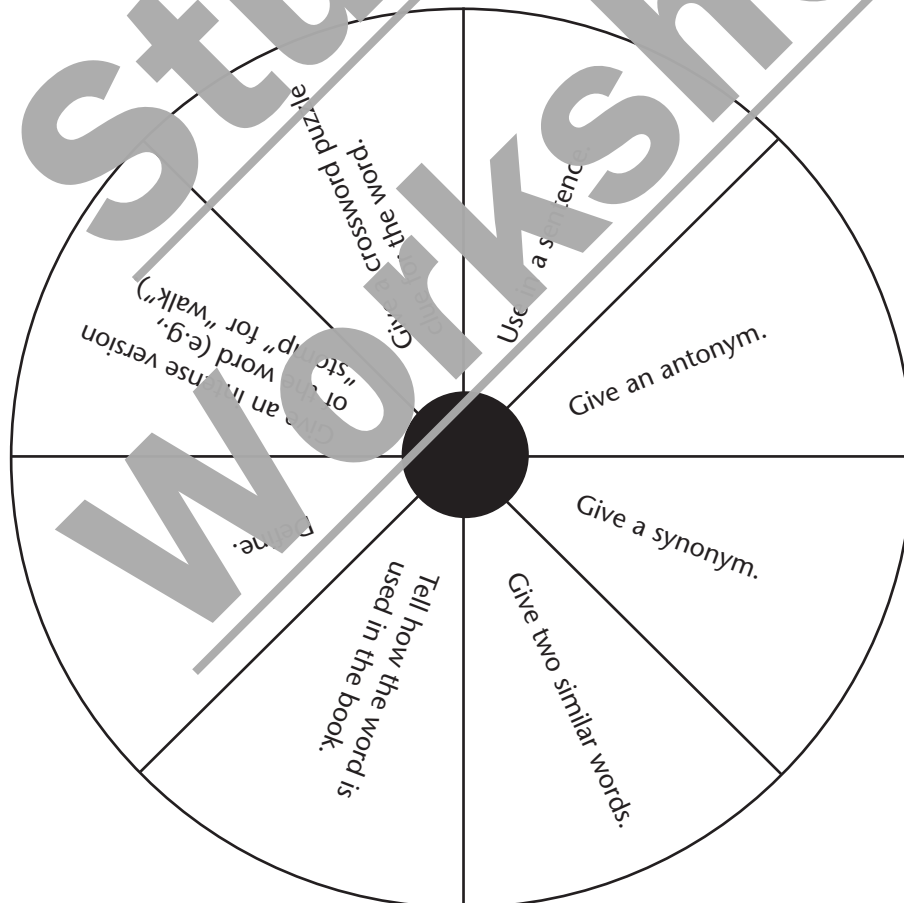 Stu
Worksh
Use in a sentence.
Give an antonym.
Give a synonym.
Give two similar words.
Tell how the word is
used in the book.
Define.
Give an intense version
of the word (e.g.,
“stomp” for “walk”)
Give a crossword puzzle
clue for the word.